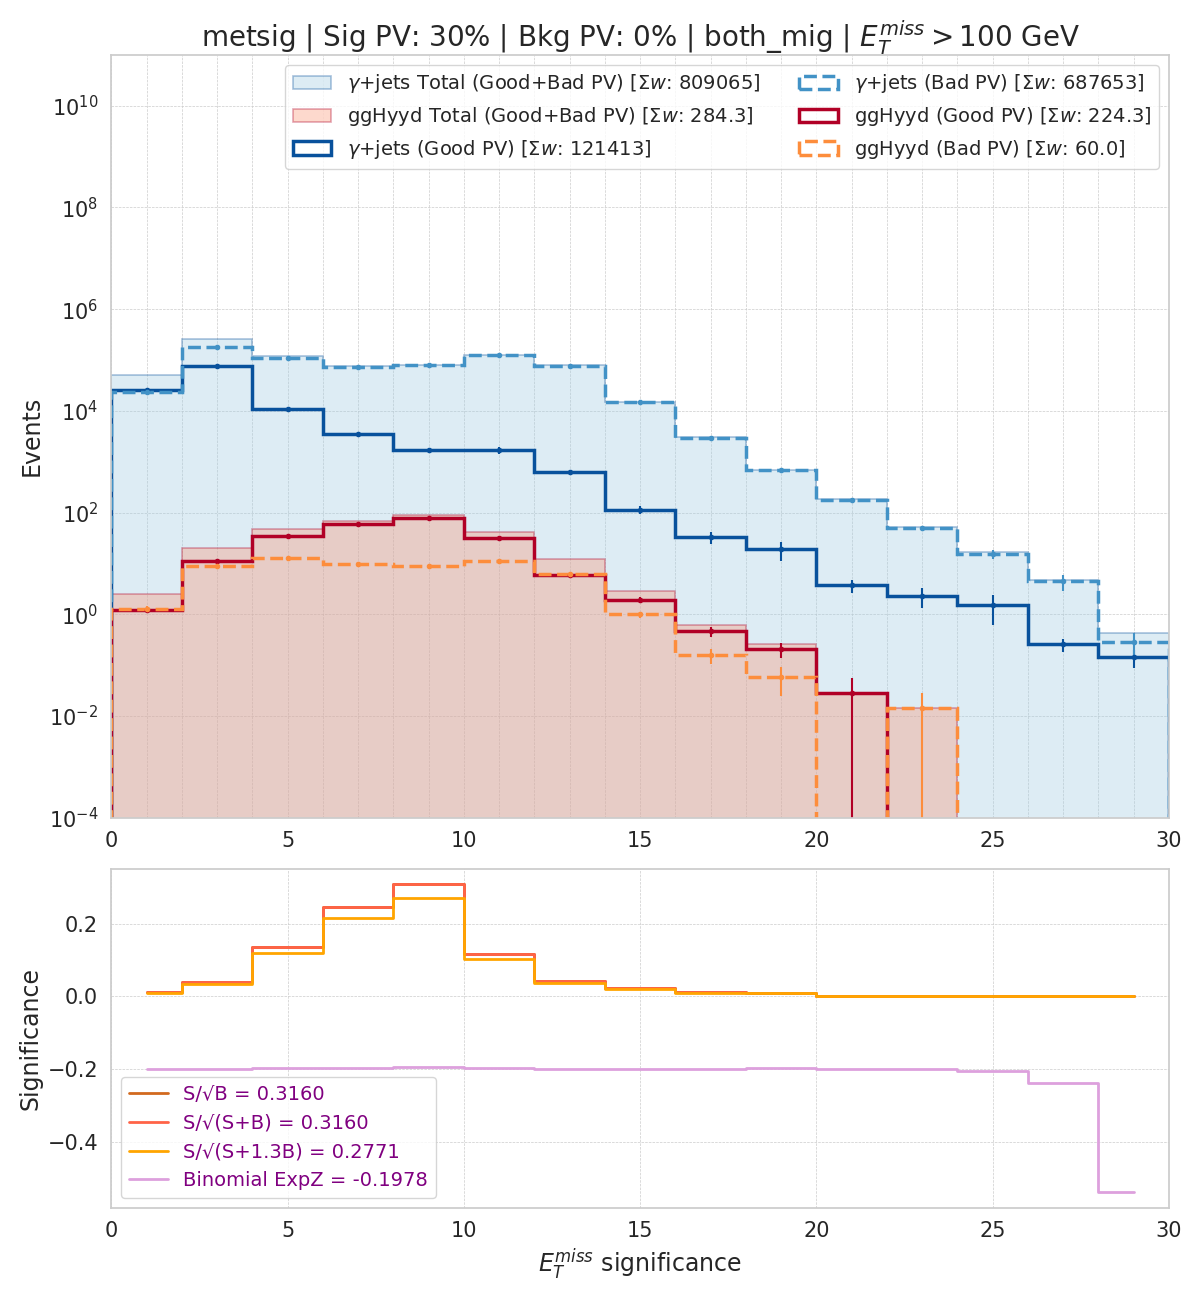 metsig | Sig PV: 30% | Bkg PV: 0% | both_mig | $E_T^{miss}$ > 100 GeV
γ+jets Total (Good+Bad PV) [Σw: 809065]
ggHyyd Total (Good+Bad PV) [Σw: 284.3]
γ+jets (Good PV) [Σw: 121413]
γ+jets (Bad PV) [Σw: 687653]
ggHyyd (Good PV) [Σw: 224.3]
ggHyyd (Bad PV) [Σw: 60.0]
Events
10^{10}
10^{8}
10^{6}
10^{4}
10^{2}
10^{0}
10^{−2}
10^{−4}
0 5 10 15 20 25 30
Significance
0.2
0.0
−0.2
−0.4
S/√B = 0.3160
S/√(S+B) = 0.3160
S/√(S+1.3B) = 0.2771
Binomial ExpZ = -0.1978
0 5 10 15 20 25 30
$E_T^{miss}$ significance